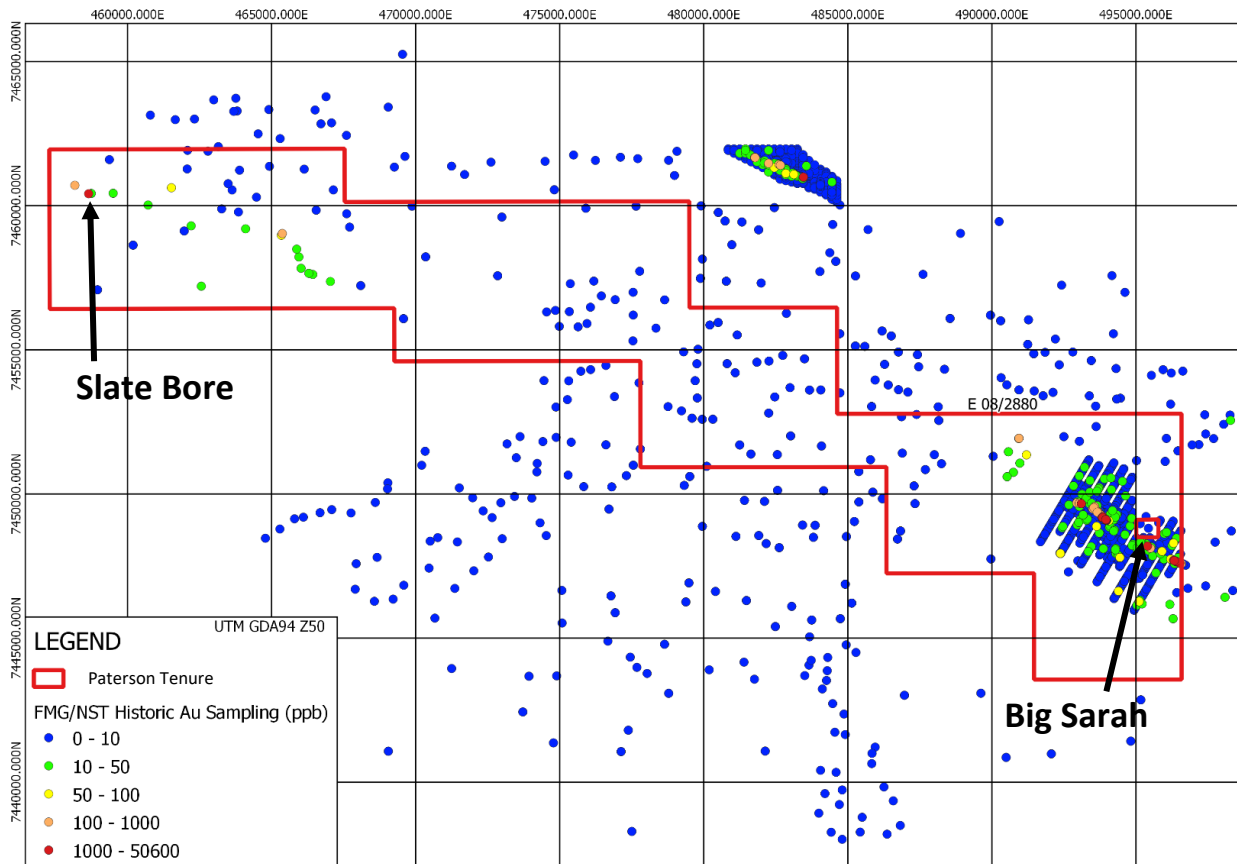 460000.000E 465000.000E 470000.000E 475000.000E 480000.000E 485000.000E 490000.000E 495000.000E
7465000.000N
7460000.000N
7455000.000N
7450000.000N
7445000.000N
7440000.000N
Slate Bore
E 08/2880
Big Sarah
UTM GDA94 Z50
LEGEND
Paterson Tenure
FMG/NST Historic Au Sampling (ppb)
0 - 10
10 - 50
50 - 100
100 - 1000
1000 - 50600